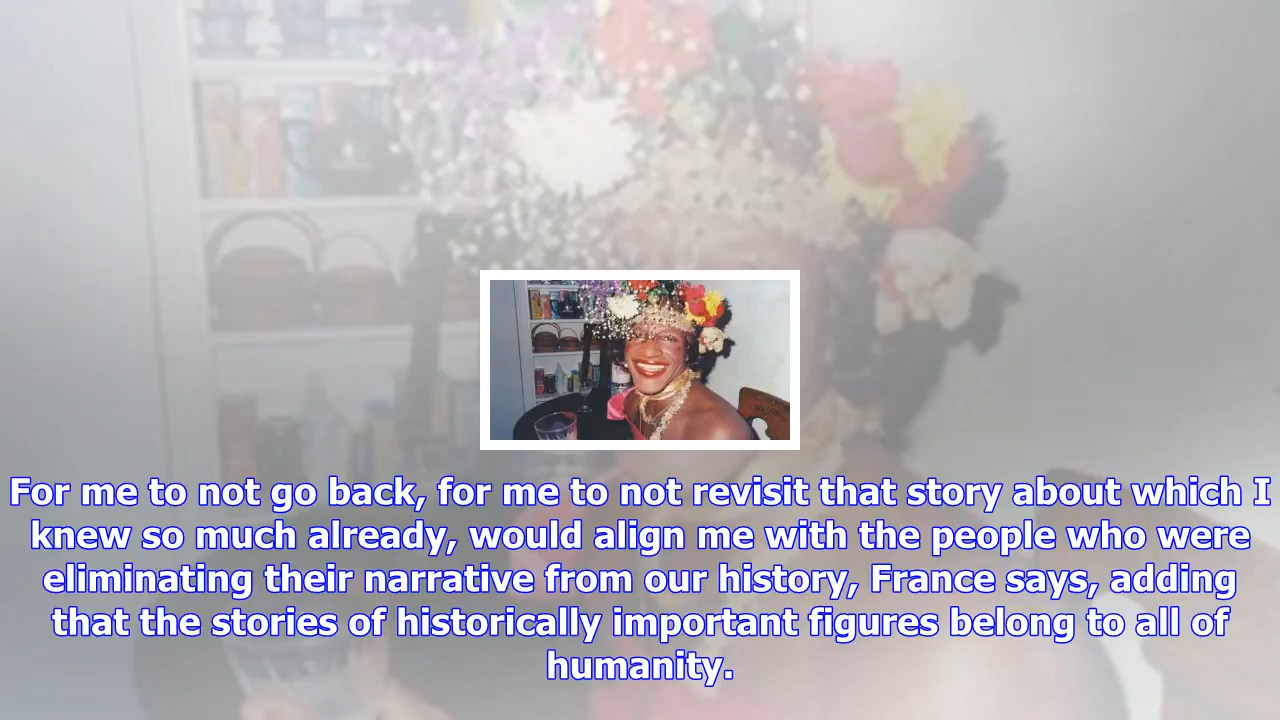 For me to not go back, for me to not revisit that story about which I
knew so much already, would align me with the people who were
eliminating their narrative from our history, France says, adding
that the stories of historically important figures belong to all of
humanity.